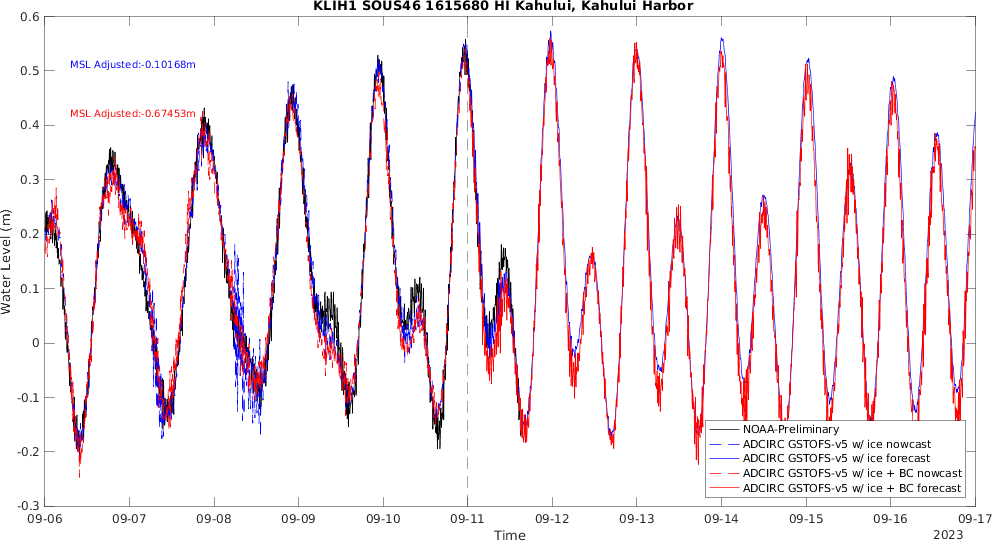 KLIH1 SOUS46 1615680 HI Kahului, Kahului Harbor
0.6
0.5
0.4
0.3
0.2
0.1
0
-0.1
-0.2
-0.3
Water Level (m)
MSL Adjusted:-0.10168m
MSL Adjusted:-0.67453m
NOAA-Preliminary
ADCIRC GSTOFS-v5 w/ ice nowcast
ADCIRC GSTOFS-v5 w/ ice forecast
ADCIRC GSTOFS-v5 w/ ice + BC nowcast
ADCIRC GSTOFS-v5 w/ ice + BC forecast
09-06 09-07 09-08 09-09 09-10 09-11 09-12 09-13 09-14 09-15 09-16 09-17
Time
2023